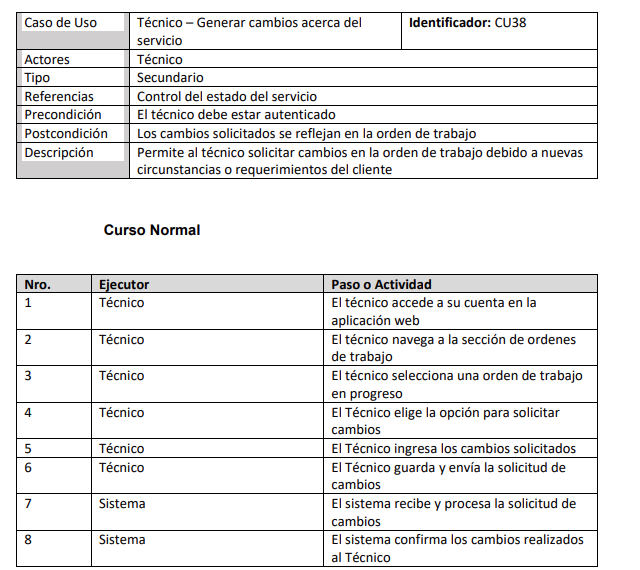 Caso de Uso Técnico – Generar cambios acerca del Identificador: CU38
servicio
Actores Técnico
Tipo Secundario
Referencias Control del estado del servicio
Precondición El técnico debe estar autenticado
Postcondición Los cambios solicitados se reflejan en la orden de trabajo
Descripción Permite al técnico solicitar cambios en la orden de trabajo debido a nuevas
circunstancias o requerimientos del cliente
Curso Normal
Nro. Ejecutor Paso o Actividad
1 Técnico El técnico accede a su cuenta en la
aplicación web
2 Técnico El técnico navega a la sección de ordenes
de trabajo
3 Técnico El técnico selecciona una orden de trabajo
en progreso
4 Técnico El Técnico elige la opción para solicitar
cambios
5 Técnico El Técnico ingresa los cambios solicitados
6 Técnico El Técnico guarda y envía la solicitud de
cambios
7 Sistema El sistema recibe y procesa la solicitud de
cambios
8 Sistema El sistema confirma los cambios realizados
al Técnico